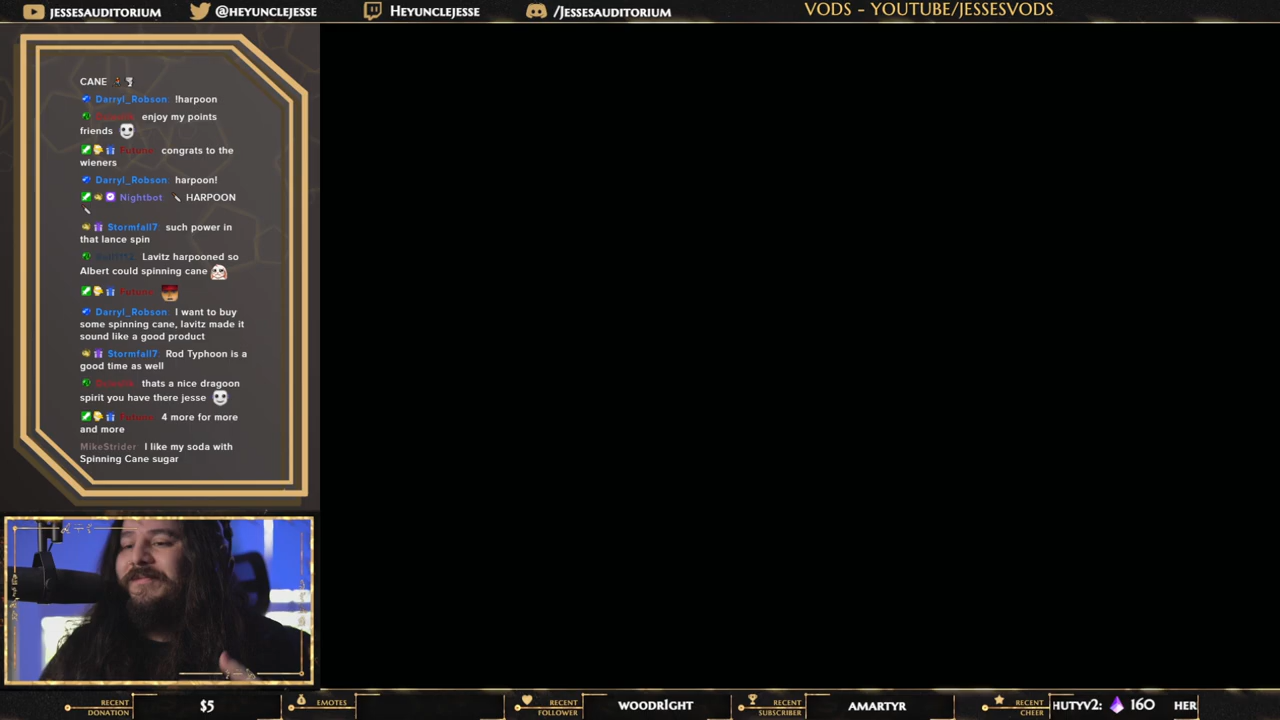 JESSESAUDITORIUM
@HEYUNCLEJESSE
HEYUNCLEJESSE
/JESSESAUDITORIUM
VODS - YOUTUBE/JESSESVODS
CANE
Darryl_Robson: !harpoon
enjoy my points
friends
congrats to the
wieners
Darryl_Robson: harpoon!
Nightbot HARPOON
Stormfall7: such power in
that lance spin
Lavitz harpooned so
Albert could spinning cane
Darryl_Robson: I want to buy
some spinning cane, lavitz made it
sound like a good product
Stormfall7: Rod Typhoon is a
good time as well
thats a nice dragoon
spirit you have there jesse
4 more for more
and more
MikeStrider I like my soda with
Spinning Cane sugar
RECENT
DONATION
$5
EMOTES
RECENT
FOLLOWER
WOODR1GHT
RECENT
SUBSCRIBER
AMARTYR
RECENT
CHEER
HUTYV2: 160 HER